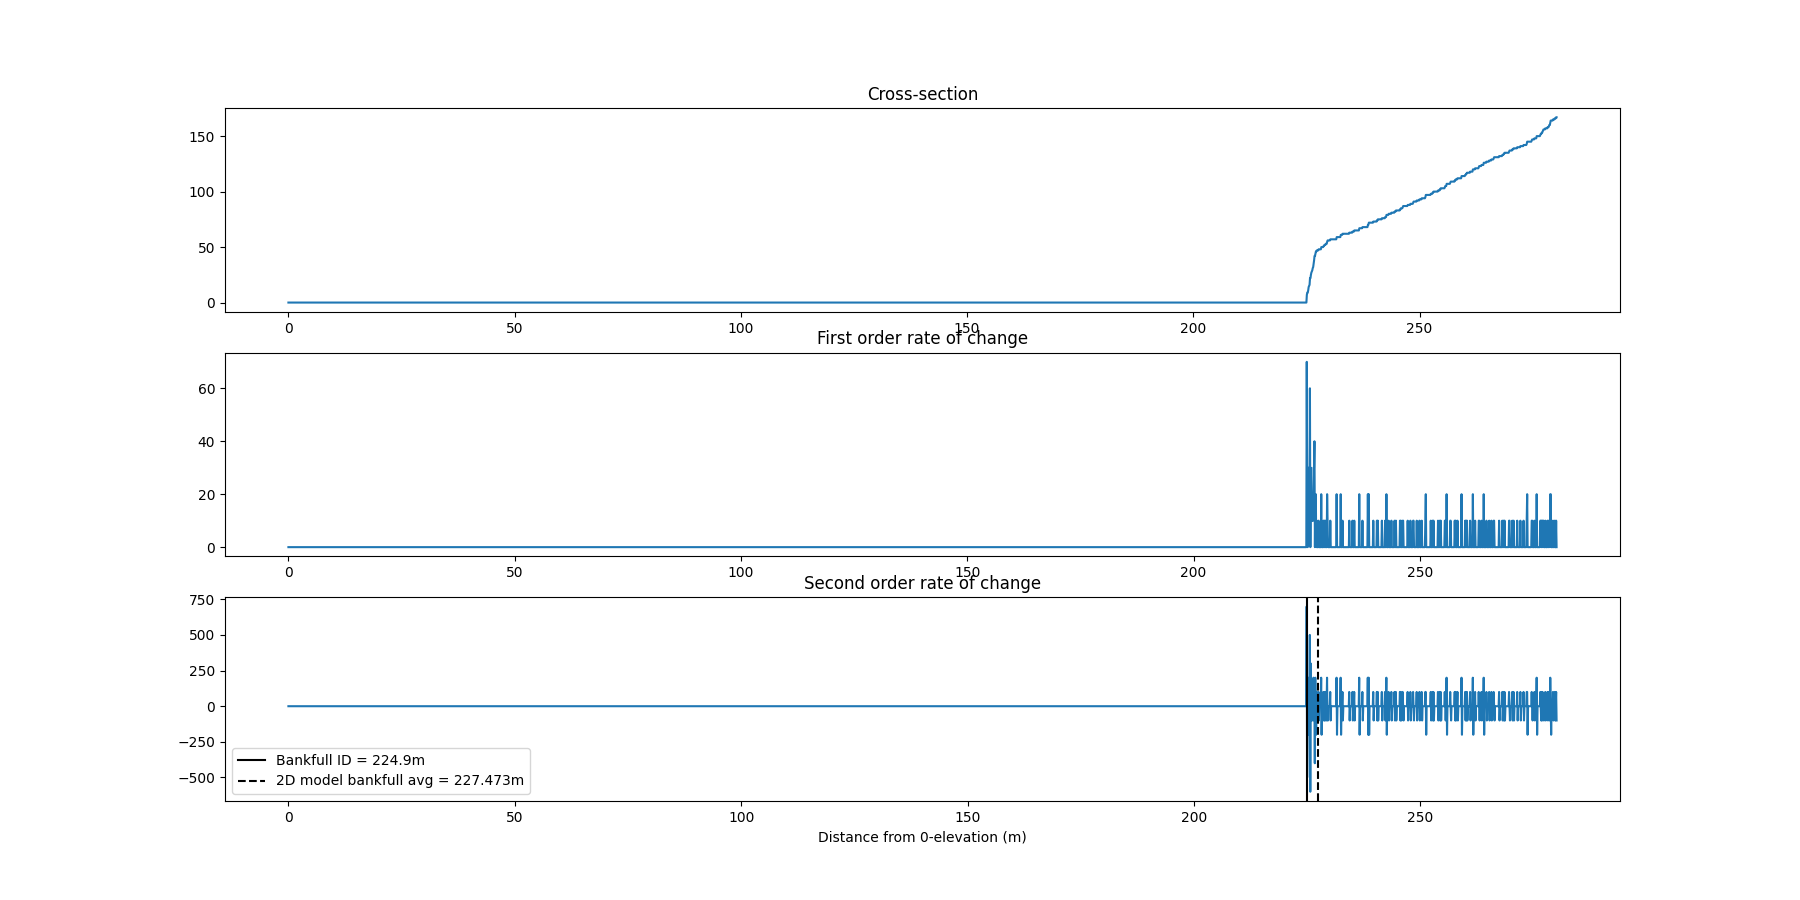 Cross-section
150
100
50
0
0 50 100 150 200 250
First order rate of change
60
40
20
0
0 50 100 150 200 250
Second order rate of change
750
500
250
0
−250
−500
Bankfull ID = 224.9m
2D model bankfull avg = 227.473m
0 50 100 150 200 250
Distance from 0-elevation (m)